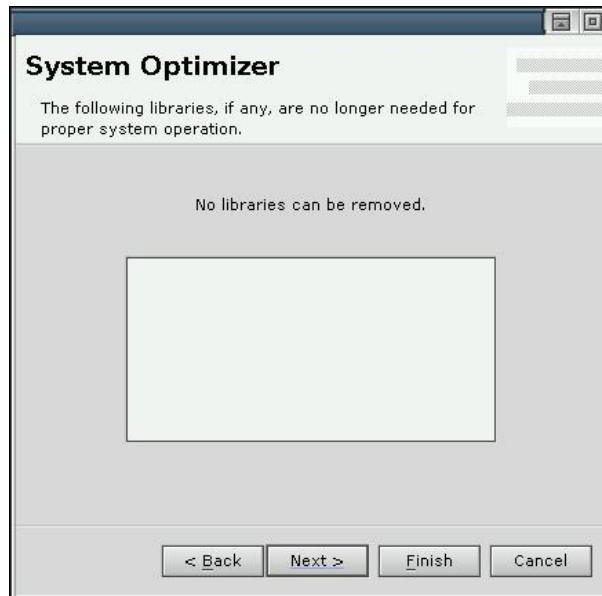 System Optimizer
The following libraries, if any, are no longer needed for
proper system operation.
No libraries can be removed.
< Back
Next >
Finish
Cancel